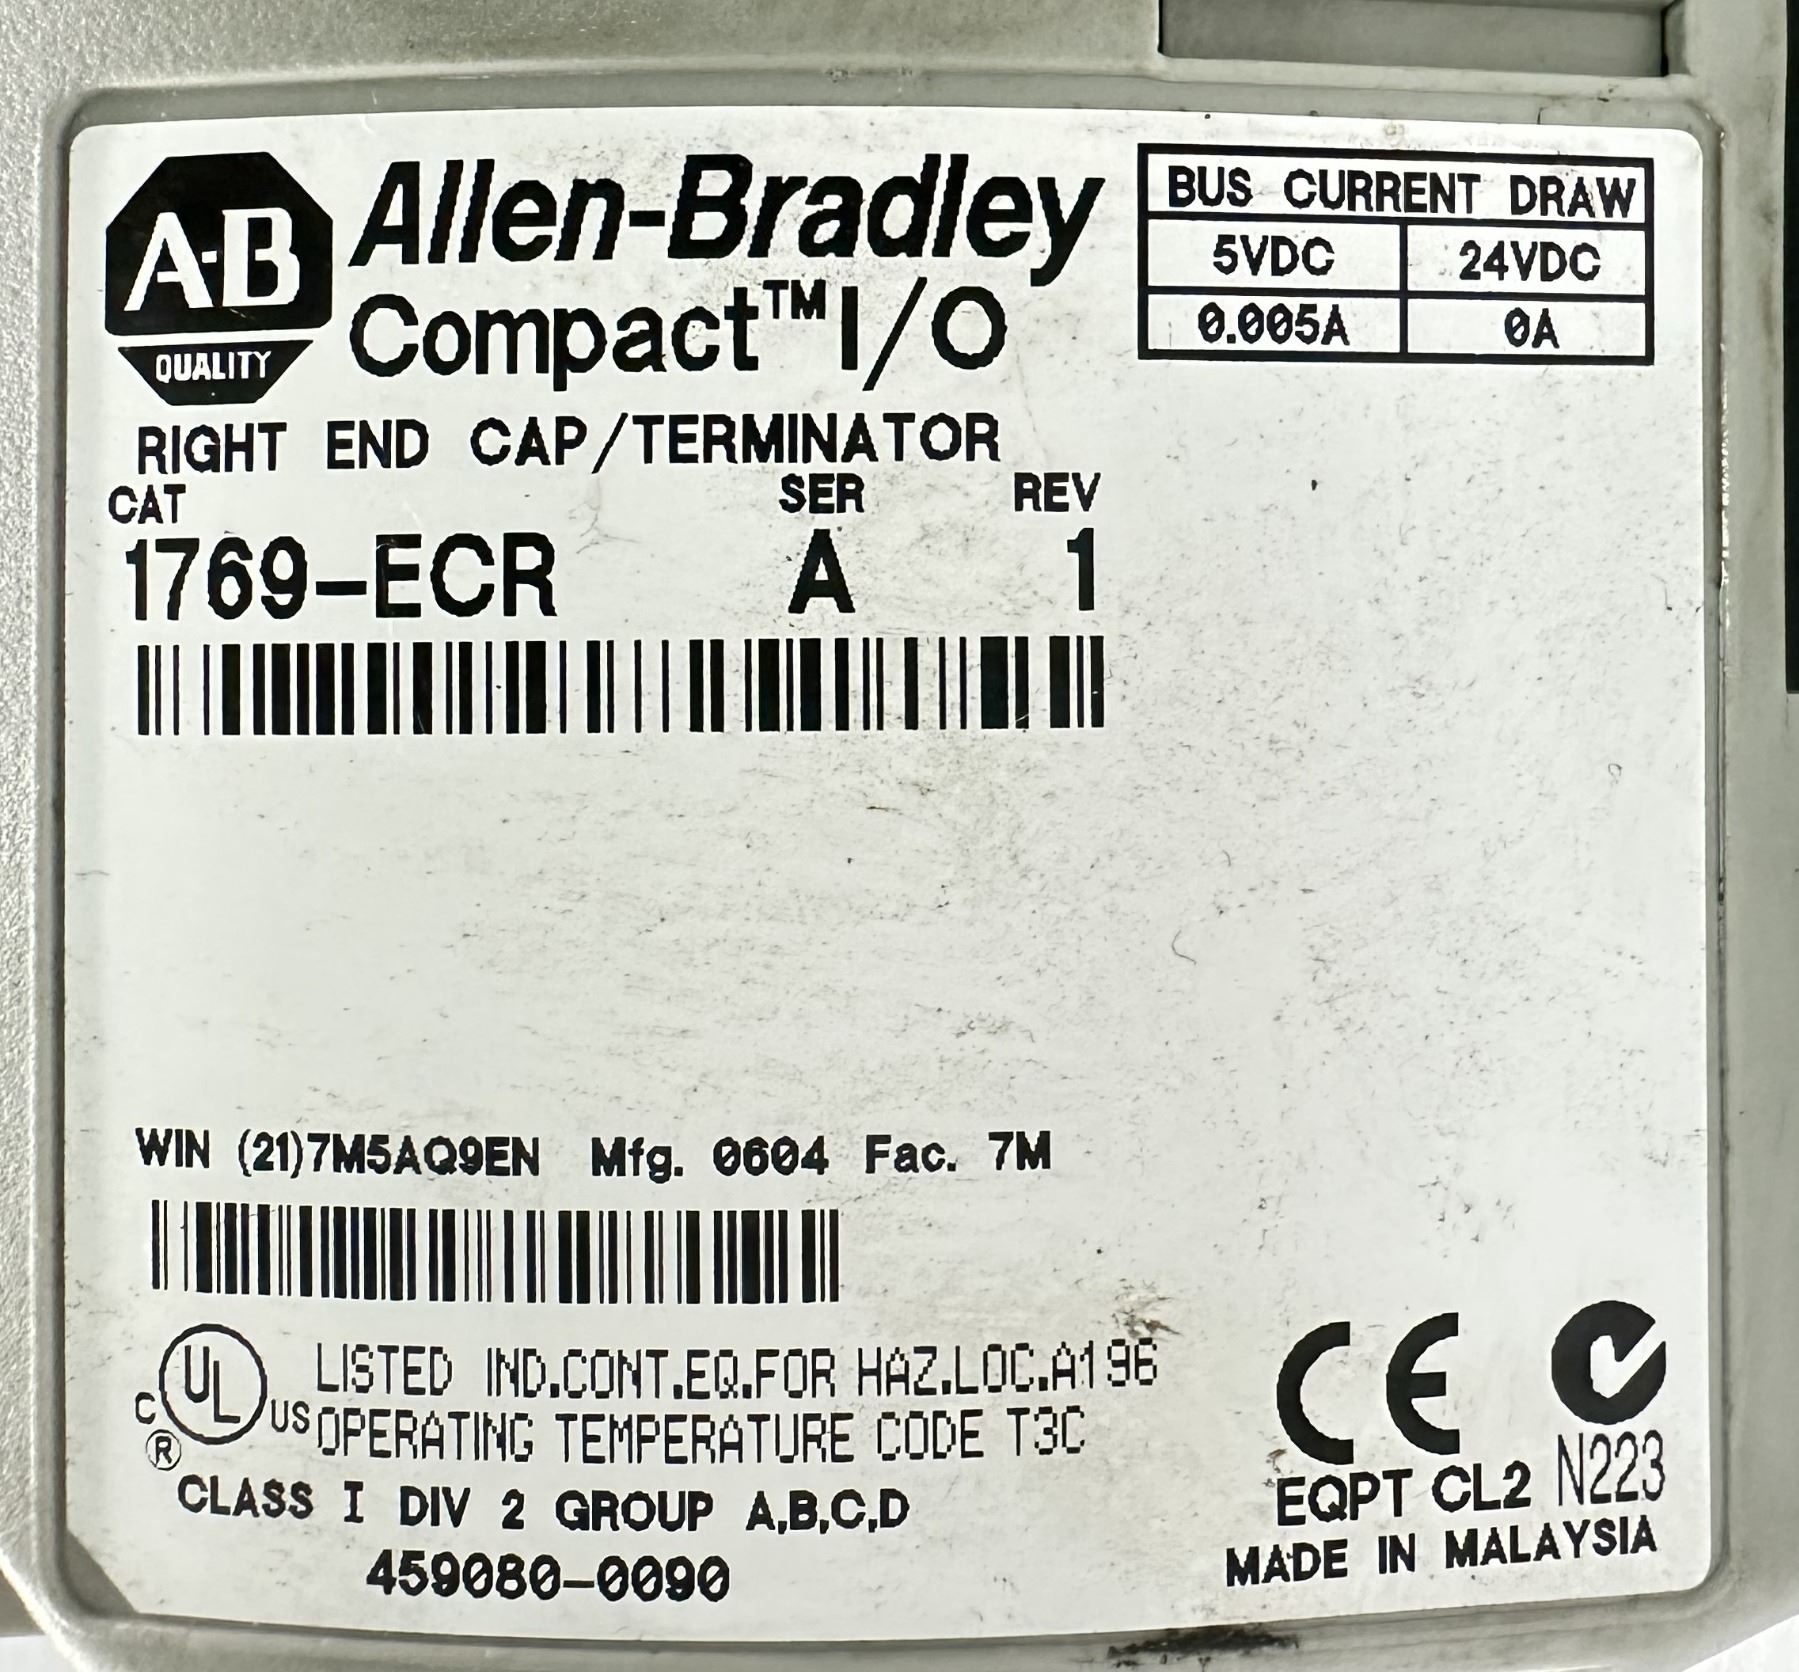 A-B
QUALITY
Allen-Bradley
Compact™ I/O
BUS CURRENT DRAW
5VDC 24VDC
0.005A 0A
RIGHT END CAP/TERMINATOR
CAT SER REV
1769-ECR A 1
WIN (21)7M5AQ9EN Mfg. 0604 Fac. 7M
C UL US ®
LISTED IND.CONT.EQ.FOR HAZ.LOC.A196
OPERATING TEMPERATURE CODE T3C
CLASS I DIV 2 GROUP A,B,C,D
459080-0090
CE
N223
EQPT CL2
MADE IN MALAYSIA